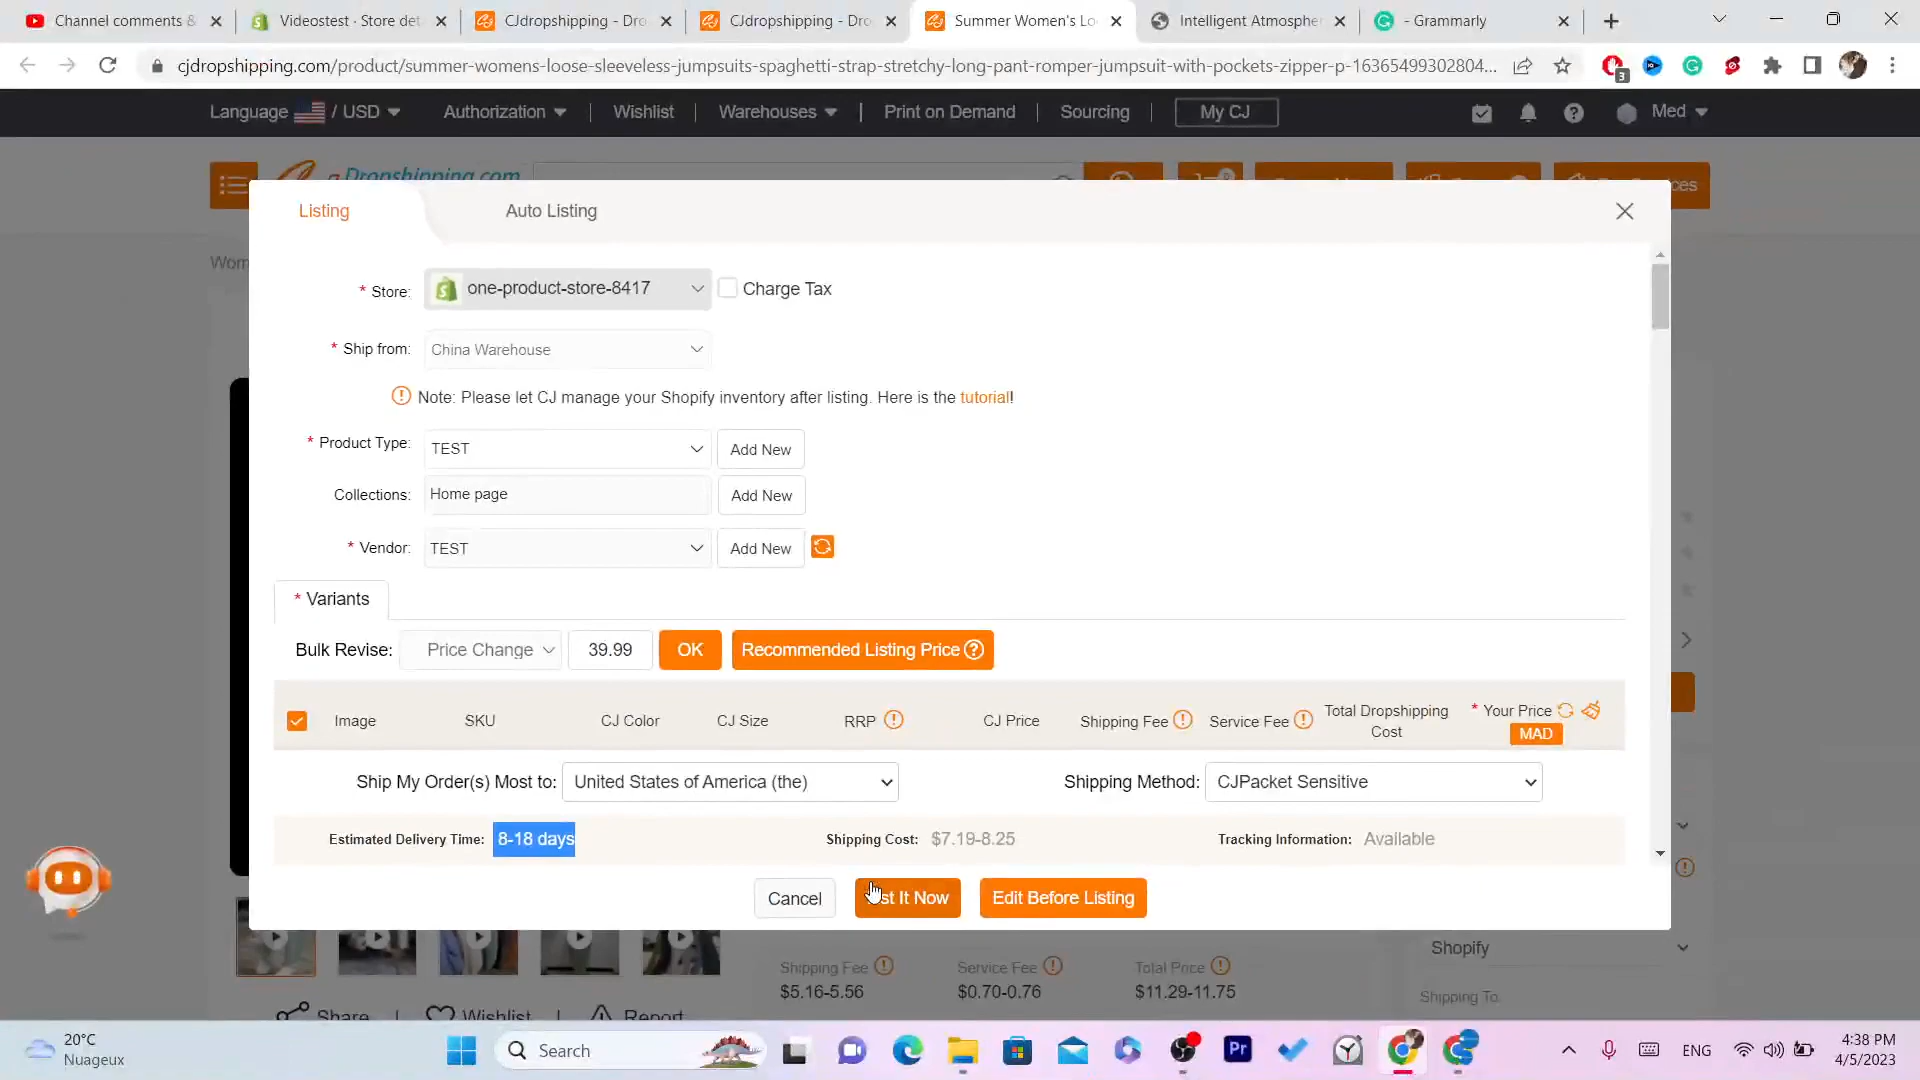 Channel comments &
Videostest · Store det
CJdropshipping - Dro
CJdropshipping - Dro
Summer Women's Lo
Intelligent Atmosphe
- Grammarly
cjdropshipping.com/product/summer-womens-loose-sleeveless-jumpsuits-spaghetti-strap-stretchy-long-pant-romper-jumpsuit-with-pockets-zipper-p-16365499302804...
3
Language / USD
Authorization
Wishlist
Warehouses
Print on Demand
Sourcing
My CJ
Med
Listing
Auto Listing
* Store: one-product-store-8417 Charge Tax
* Ship from: China Warehouse
Note: Please let CJ manage your Shopify inventory after listing. Here is the tutorial!
* Product Type: TEST Add New
Collections: Home page Add New
* Vendor: TEST Add New
* Variants
Bulk Revise: Price Change 39.99 OK Recommended Listing Price
Image SKU CJ Color CJ Size RRP CJ Price Shipping Fee Service Fee Total Dropshipping Cost * Your Price MAD
Ship My Order(s) Most to: United States of America (the) Shipping Method: CJPacket Sensitive
Estimated Delivery Time: 8-18 days Shipping Cost: $7.19-8.25 Tracking Information: Available
Cancel It Now Edit Before Listing
Shopify
Shipping Fee Service Fee Total Price
$5.16-5.56 $0.70-0.76 $11.29-11.75
Shipping To
Share Wishlist Report
20°C
Nuageux
Search
Pr
ENG
4:38 PM
4/5/2023